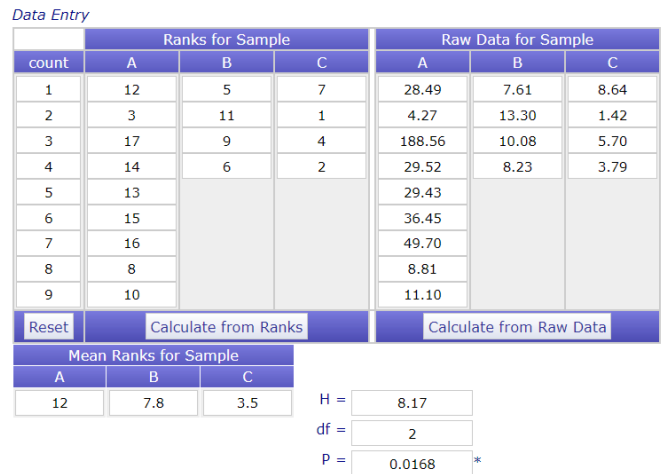 Data Entry
Ranks for Sample Raw Data for Sample
count A B C A B C
1 12 5 7 28.49 7.61 8.64
2 3 11 1 4.27 13.30 1.42
3 17 9 4 188.56 10.08 5.70
4 14 6 2 29.52 8.23 3.79
5 13 29.43
6 15 36.45
7 16 49.70
8 8 8.81
9 10 11.10
Reset Calculate from Ranks Calculate from Raw Data
Mean Ranks for Sample
A B C
12 7.8 3.5
H = 8.17
df = 2
P = 0.0168 *